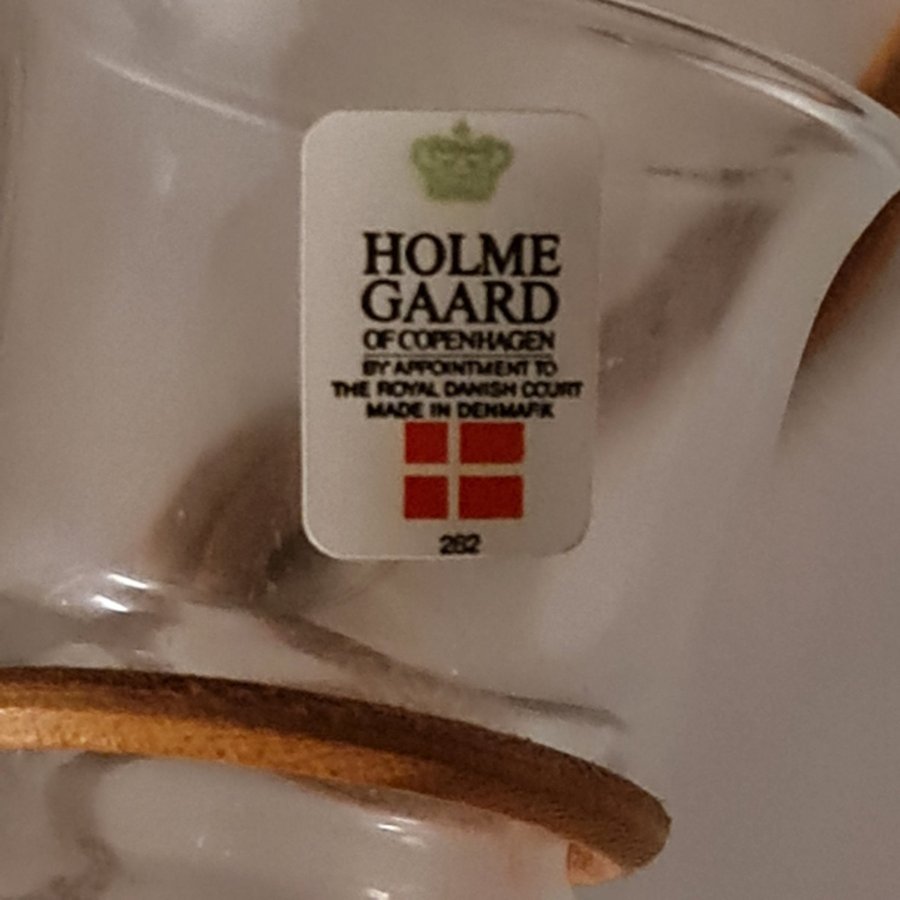 HOLME
GAARD
OF COPENHAGEN
BY APPOINTMENT TO
THE ROYAL DANISH COURT
MADE IN DENMARK
282